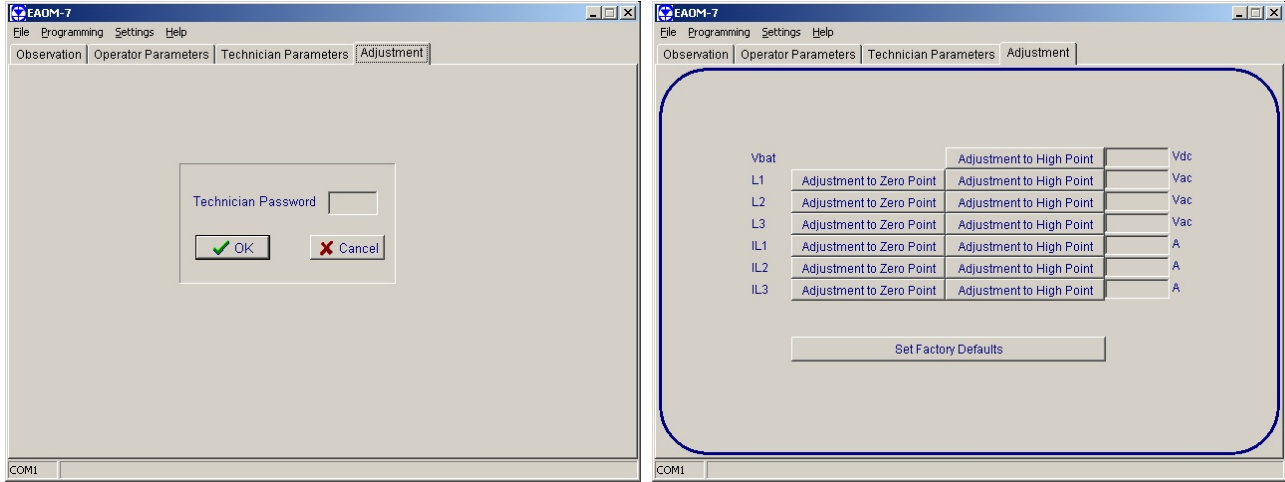 EAOM-7
File Programming Settings Help
Observation Operator Parameters Technician Parameters Adjustment
Technician Password
OK Cancel
COM1
EAOM-7
File Programming Settings Help
Observation Operator Parameters Technician Parameters Adjustment
Vbat Adjustment to High Point Vdc
L1 Adjustment to Zero Point Adjustment to High Point Vac
L2 Adjustment to Zero Point Adjustment to High Point Vac
L3 Adjustment to Zero Point Adjustment to High Point Vac
IL1 Adjustment to Zero Point Adjustment to High Point A
IL2 Adjustment to Zero Point Adjustment to High Point A
IL3 Adjustment to Zero Point Adjustment to High Point A
Set Factory Defaults
COM1